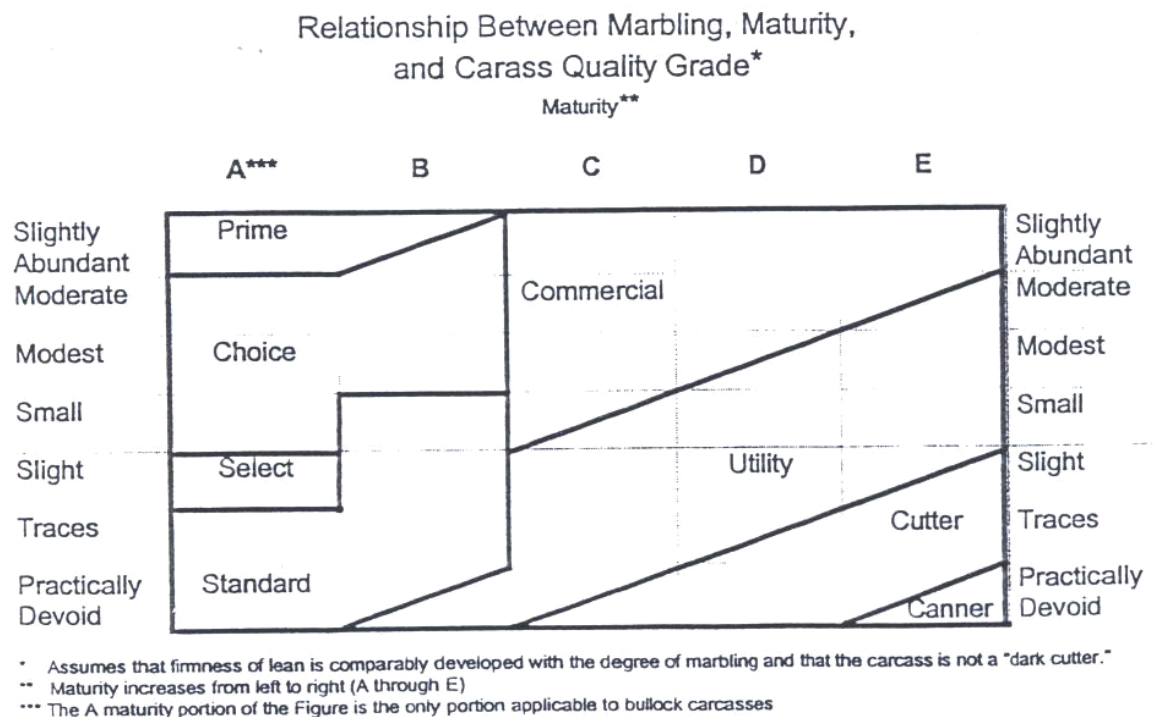 Relationship Between Marbling, Maturity,
and Carass Quality Grade*
Maturity**
A*** B C D E
Slightly
Abundant
Moderate
Modest
Small
Slight
Traces
Practically
Devoid
Prime
Commercial
Choice
Select
Utility
Cutter
Standard
Canner
Slightly
Abundant
Moderate
Modest
Small
Slight
Traces
Practically
Devoid
* Assumes that firmness of lean is comparably developed with the degree of marbling and that the carcass is not a "dark cutter."
** Maturity increases from left to right (A through E)
*** The A maturity portion of the Figure is the only portion applicable to bullock carcasses